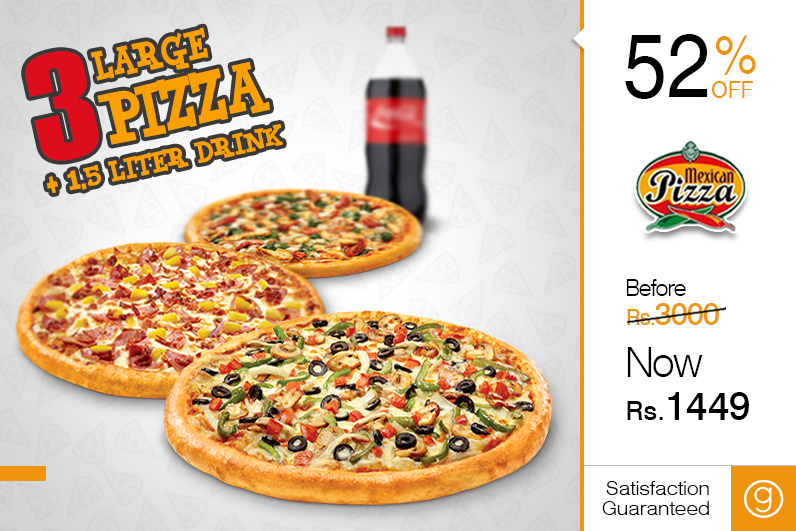 3 LARGE
PIZZA
+ 1.5 LITER DRINK
52% OFF
Mexican
Pizza
Before
Rs.3000
Now
Rs.1449
Satisfaction
Guaranteed
g